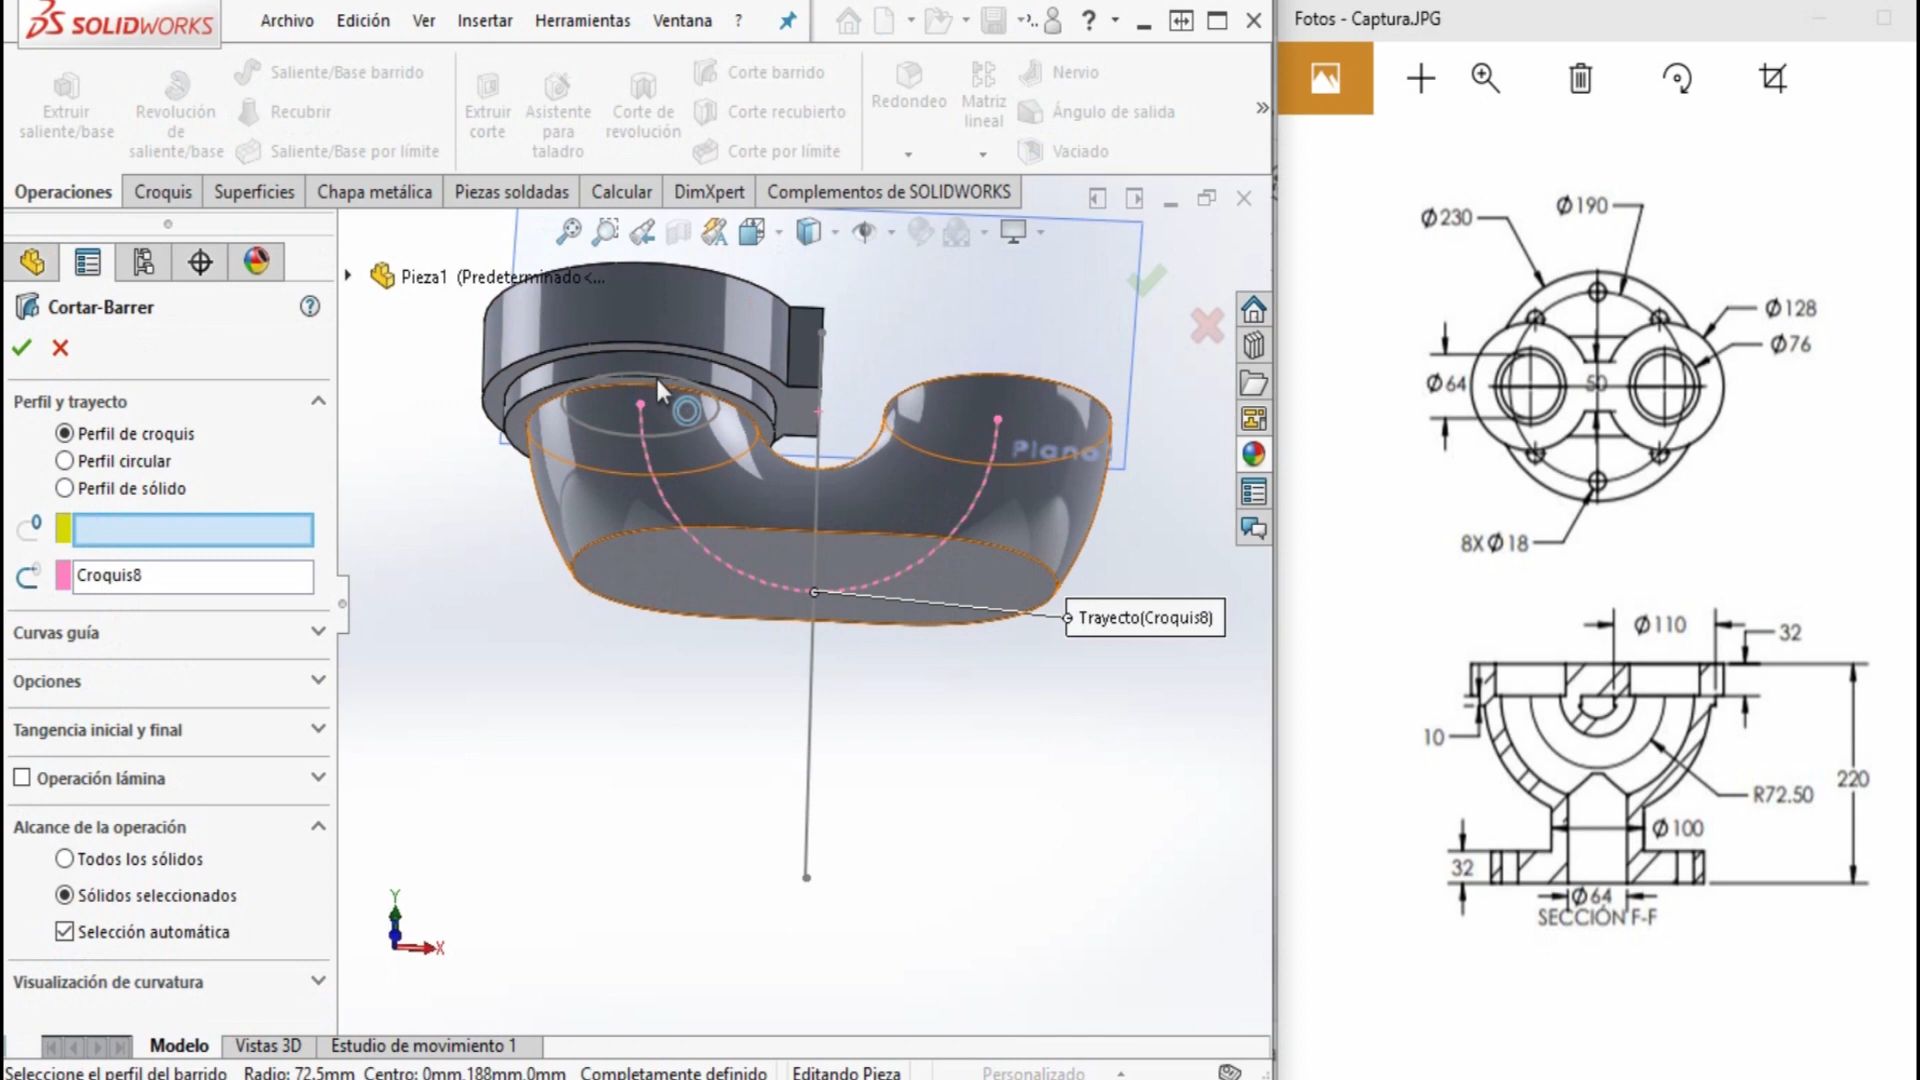 SOLIDWORKS
Archivo Edición Ver Insertar Herramientas Ventana ?
Fotos - Captura.JPG
Extruir saliente/base
Revolución de saliente/base
Saliente/Base barrido
Recubrir
Saliente/Base por límite
Extruir corte
Asistente para taladro
Corte de revolución
Corte barrido
Corte recubierto
Corte por límite
Redondeo
Matriz lineal
Nervio
Ángulo de salida
Vaciado
Operaciones Croquis Superficies Chapa metálica Piezas soldadas Calcular DimXpert Complementos de SOLIDWORKS
Pieza1 (Predeterminado<...
Cortar-Barrer
Perfil y trayecto
Perfil de croquis
Perfil circular
Perfil de sólido
Croquis8
Curvas guía
Opciones
Tangencia inicial y final
Operación lámina
Alcance de la operación
Todos los sólidos
Sólidos seleccionados
Selección automática
Visualización de curvatura
Plano
Trayecto(Croquis8)
Y
X
Modelo Vistas 3D Estudio de movimiento 1
Seleccione el perfil del barrido Radio: 72.5mm Centro: 0mm,188mm,0mm Completamente definido Editando Pieza Personalizado
Ø230
Ø190
Ø128
Ø76
Ø64
50
8X Ø18
Ø110
32
10
R72.50
220
Ø100
32
Ø64
SECCIÓN F-F